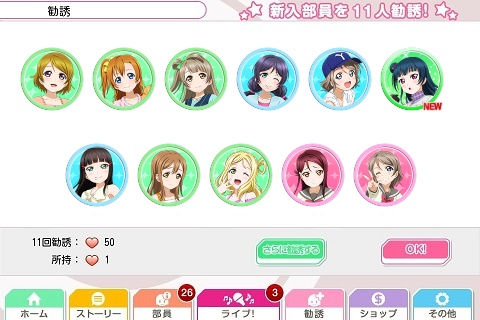 勧誘
新入部員を11人勧誘!
NEW
11回勧誘: 50
所持: 1
さらに勧誘する
OK!
26
3
ホーム
ストーリー
部員
ライブ!
勧誘
ショップ
その他